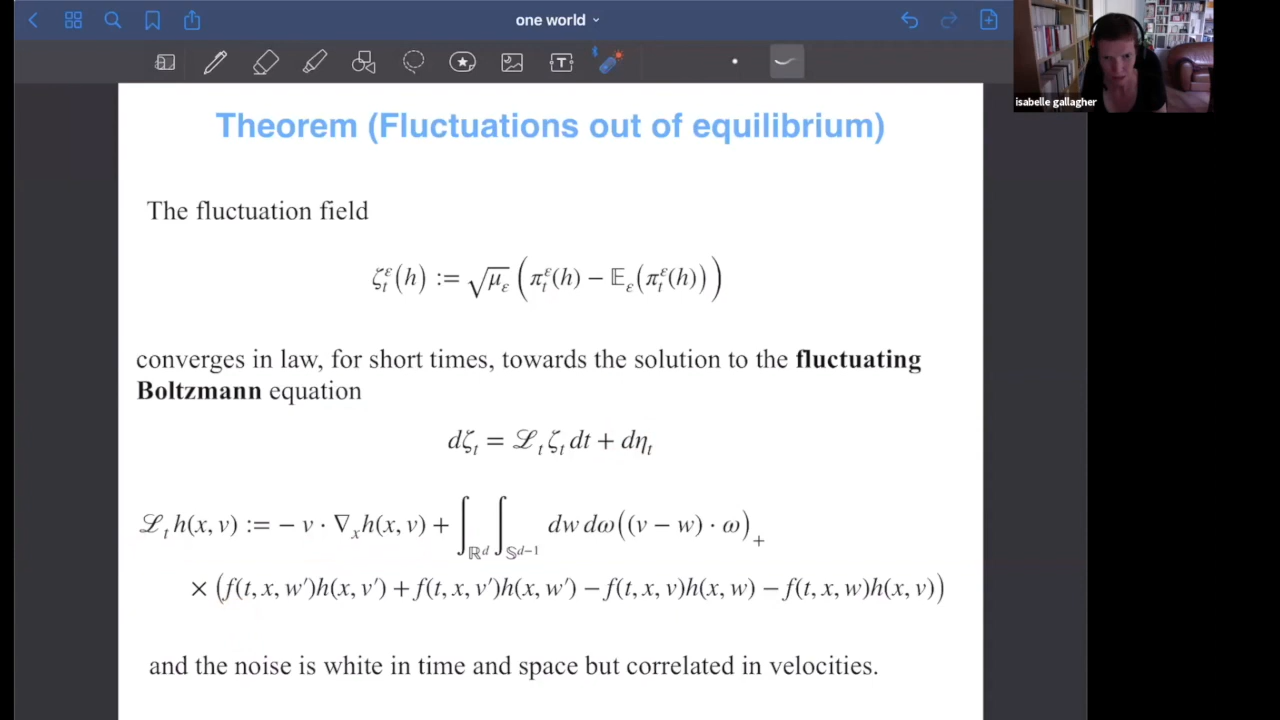 one world
isabelle gallagher
Theorem (Fluctuations out of equilibrium)
The fluctuation field
ζ_t^ε(h) := √μ_ε (π_t^ε(h) − 𝔼_ε(π_t^ε(h)))
converges in law, for short times, towards the solution to the fluctuating
Boltzmann equation
dζ_t = ℒ_t ζ_t dt + dη_t
ℒ_t h(x, v) := − v · ∇_x h(x, v) + ∫_{ℝ^d} ∫_{𝕊^{d−1}} dw dω((v − w) · ω)_+
× (f(t, x, w′)h(x, v′) + f(t, x, v′)h(x, w′) − f(t, x, v)h(x, w) − f(t, x, w)h(x, v))
and the noise is white in time and space but correlated in velocities.